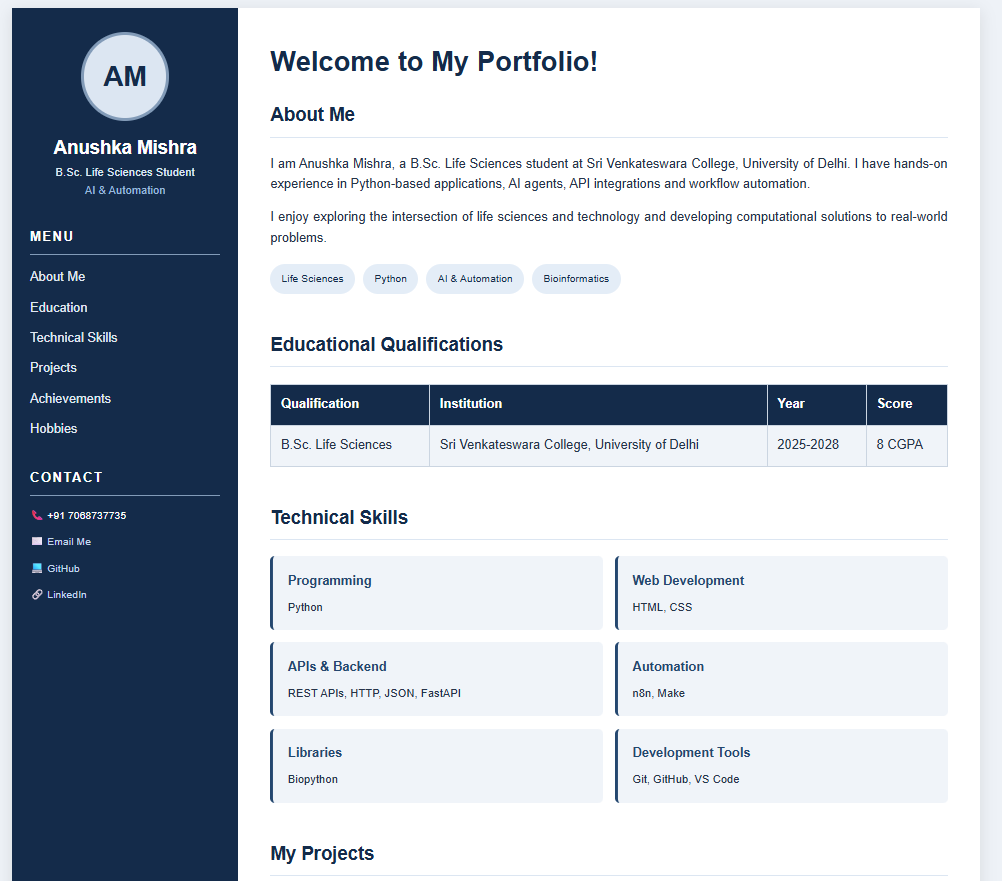 AM
Anushka Mishra
B.Sc. Life Sciences Student
AI & Automation
MENU
About Me
Education
Technical Skills
Projects
Achievements
Hobbies
CONTACT
+91 7068737735
Email Me
GitHub
LinkedIn
Welcome to My Portfolio!
About Me
I am Anushka Mishra, a B.Sc. Life Sciences student at Sri Venkateswara College, University of Delhi. I have hands-on
experience in Python-based applications, AI agents, API integrations and workflow automation.
I enjoy exploring the intersection of life sciences and technology and developing computational solutions to real-world
problems.
Life Sciences Python AI & Automation Bioinformatics
Educational Qualifications
Qualification Institution Year Score
B.Sc. Life Sciences Sri Venkateswara College, University of Delhi 2025-2028 8 CGPA
Technical Skills
Programming
Python
Web Development
HTML, CSS
APIs & Backend
REST APIs, HTTP, JSON, FastAPI
Automation
n8n, Make
Libraries
Biopython
Development Tools
Git, GitHub, VS Code
My Projects